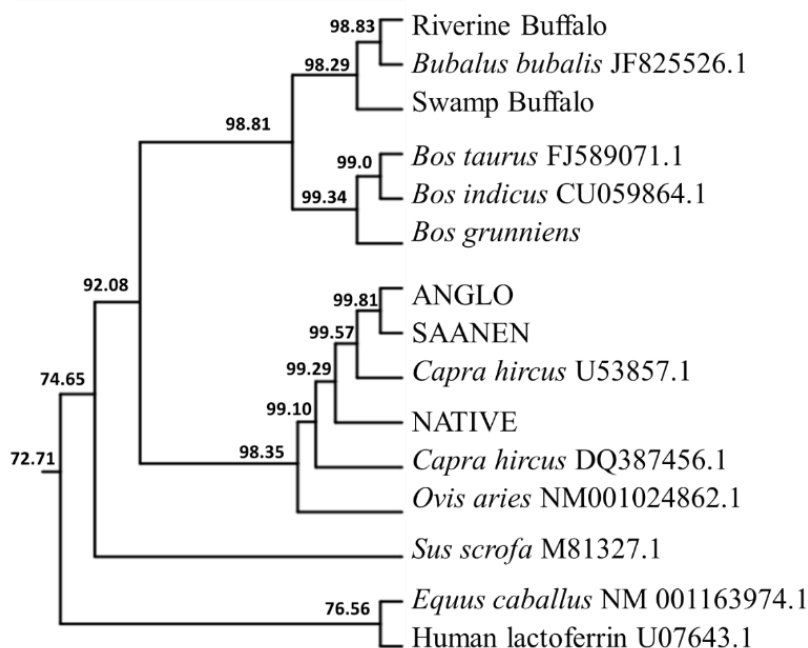 98.83
Riverine Buffalo
98.29
Bubalus bubalis JF825526.1
Swamp Buffalo
98.81
99.0
Bos taurus FJ589071.1
99.34
Bos indicus CU059864.1
Bos grunniens
92.08
99.81
ANGLO
99.57
SAANEN
99.29
Capra hircus U53857.1
74.65
99.10
NATIVE
72.71
98.35
Capra hircus DQ387456.1
Ovis aries NM001024862.1
Sus scrofa M81327.1
76.56
Equus caballus NM 001163974.1
Human lactoferrin U07643.1